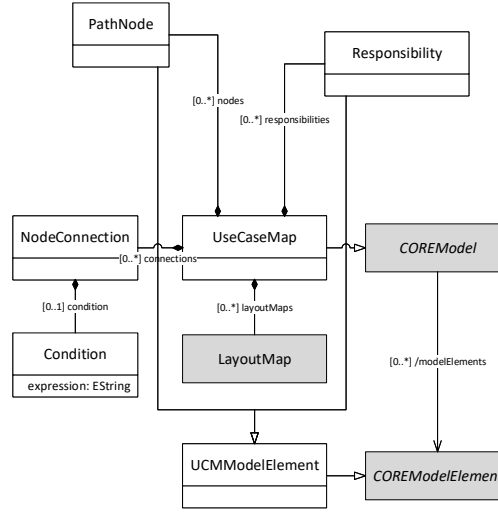 PathNode
Responsibility
[0..*] nodes
[0..*] responsibilities
NodeConnection
UseCaseMap
COREModel
[0..*] connections
[0..1] condition
[0..*] layoutMaps
Condition
expression: EString
LayoutMap
[0..*] /modelElements
UCMModelElement
COREModelElemen